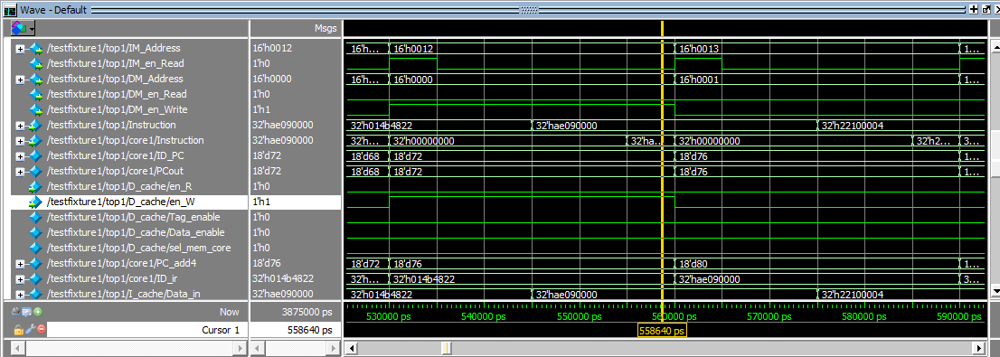 Wave - Default
Msgs
/testfixture1/top1/IM_Address 16'h0012 16'h... 16'h0012 16'h0013 1...
/testfixture1/top1/IM_en_Read 1'h0
/testfixture1/top1/DM_Address 16'h0000 16'h... 16'h0000 16'h0001 1...
/testfixture1/top1/DM_en_Read 1'h0
/testfixture1/top1/DM_en_Write 1'h1
/testfixture1/top1/Instruction 32'hae090000 32'h014b4822 32'hae090000 32'h22100004
/testfixture1/top1/core1/Instruction 32'hae090000 32'h... 32'h00000000 32'ha... 32'h00000000 32'h2... 3...
/testfixture1/top1/core1/ID_PC 18'd72 18'd68 18'd72 18'd76 1...
/testfixture1/top1/core1/PCout 18'd72 18'd68 18'd72 18'd76 1...
/testfixture1/top1/D_cache/en_R 1'h0
/testfixture1/top1/D_cache/en_W 1'h1
/testfixture1/top1/D_cache/Tag_enable 1'h0
/testfixture1/top1/D_cache/Data_enable 1'h0
/testfixture1/top1/D_cache/sel_mem_core 1'h0
/testfixture1/top1/core1/PC_add4 18'd76 18'd72 18'd76 18'd80 1...
/testfixture1/top1/core1/ID_ir 32'h014b4822 32'h... 32'h014b4822 32'hae090000 3...
/testfixture1/top1/I_cache/Data_in 32'hae090000 32'h014b4822 32'hae090000 32'h22100004
Now 3875000 ps 530000 ps 540000 ps 550000 ps 560000 ps 570000 ps 580000 ps 590000 ps
Cursor 1 558640 ps 558640 ps